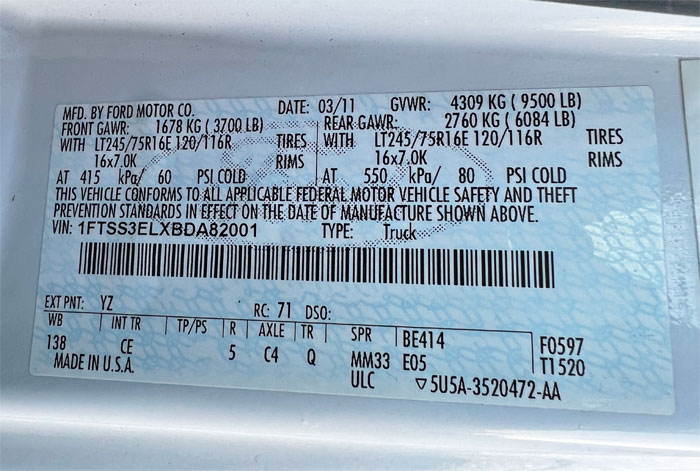 MFD. BY FORD MOTOR CO. DATE: 03/11 GVWR: 4309 KG ( 9500 LB)
FRONT GAWR: 1678 KG ( 3700 LB) REAR GAWR: 2760 KG ( 6084 LB)
WITH LT245/75R16E 120/116R TIRES WITH LT245/75R16E 120/116R TIRES
16x7.0K RIMS 16x7.0K RIMS
AT 415 kPa/ 60 PSI COLD AT 550 kPa/ 80 PSI COLD
THIS VEHICLE CONFORMS TO ALL APPLICABLE FEDERAL MOTOR VEHICLE SAFETY AND THEFT
PREVENTION STANDARDS IN EFFECT ON THE DATE OF MANUFACTURE SHOWN ABOVE.
VIN: 1FTSS3ELXBDA82001 TYPE: Truck
EXT PNT: YZ RC: 71 DSO:
WB INT TR TP/PS R AXLE TR SPR BE414 F0597
138 CE 5 C4 Q MM33 E05 T1520
MADE IN U.S.A. ULC ▽5U5A-3520472-AA